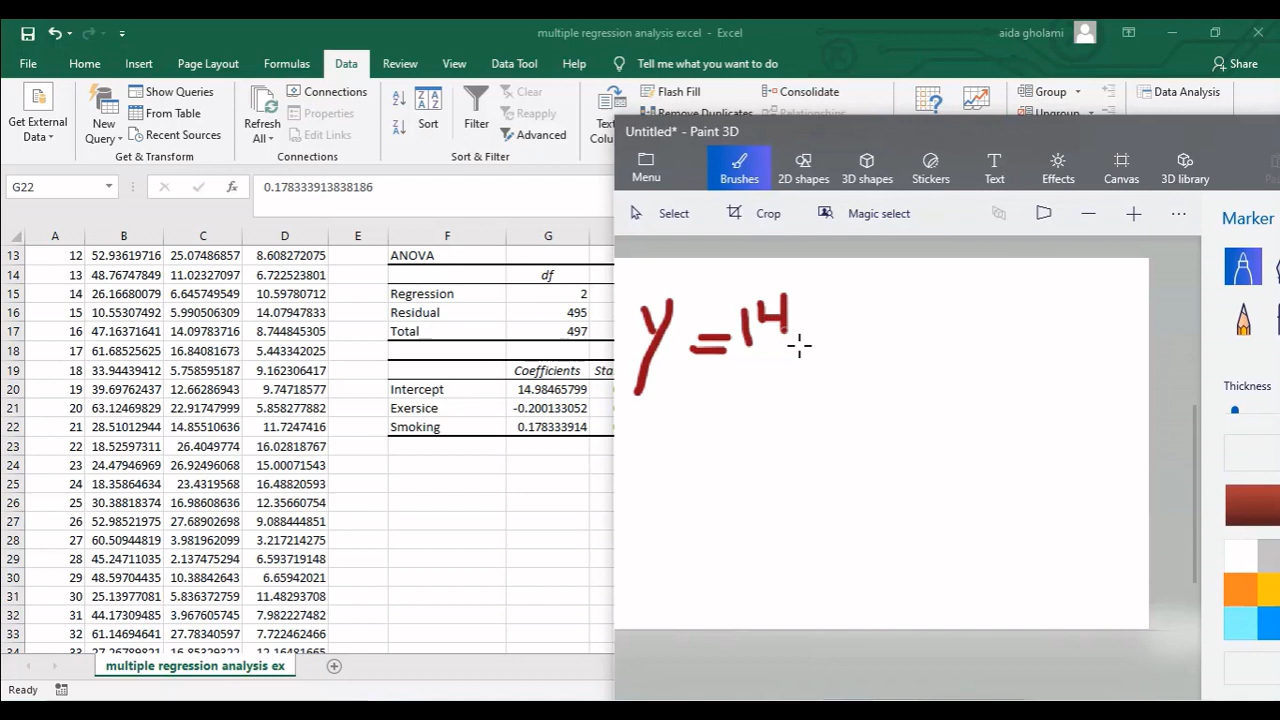 multiple regression analysis excel - Excel
aida gholami
File Home Insert Page Layout Formulas Data Review View Data Tool Help Tell me what you want to do Share
Get External Data
New Query
Show Queries
From Table
Recent Sources
Get & Transform
Refresh All
Connections
Properties
Edit Links
Connections
Sort
Filter
Clear
Reapply
Advanced
Sort & Filter
Flash Fill
Consolidate
Group
Data Analysis
G22 fx 0.178333913838186
A B C D E F G
13 12 52.93619716 25.07486857 8.608272075 ANOVA
14 13 48.76747849 11.02327097 6.722523801 df
15 14 26.16680079 6.645749549 10.59780712 Regression 2
16 15 10.55307492 5.990506309 14.07947833 Residual 495
17 16 47.16371641 14.09783716 8.744845305 Total 497
18 17 61.68525625 16.84081673 5.443342025
19 18 33.94434412 5.758595187 9.162306417 Coefficients Sta
20 19 39.69762437 12.66286943 9.74718577 Intercept 14.98465799
21 20 63.12469829 22.91747999 5.858277882 Exersice -0.200133052
22 21 28.51012944 14.85510636 11.7247416 Smoking 0.178333914
23 22 18.52597311 26.4049774 16.02818767
24 23 24.47946969 26.92496068 15.00071543
25 24 18.35864634 23.4319568 16.48820593
26 25 30.38818374 16.98608636 12.35660754
27 26 52.98521975 27.68902698 9.088444851
28 27 60.50944819 3.981962099 3.217214275
29 28 45.24711035 2.137475294 6.593719148
30 29 48.59704435 10.38842643 6.65942021
31 30 25.13977081 5.836372759 11.48293708
32 31 44.17309485 3.967605745 7.982227482
33 32 61.14694641 27.78340597 7.722462466
multiple regression analysis ex
Ready
Untitled* - Paint 3D
Menu Brushes 2D shapes 3D shapes Stickers Text Effects Canvas 3D library
Select Crop Magic select
y = 14
Marker
Thickness